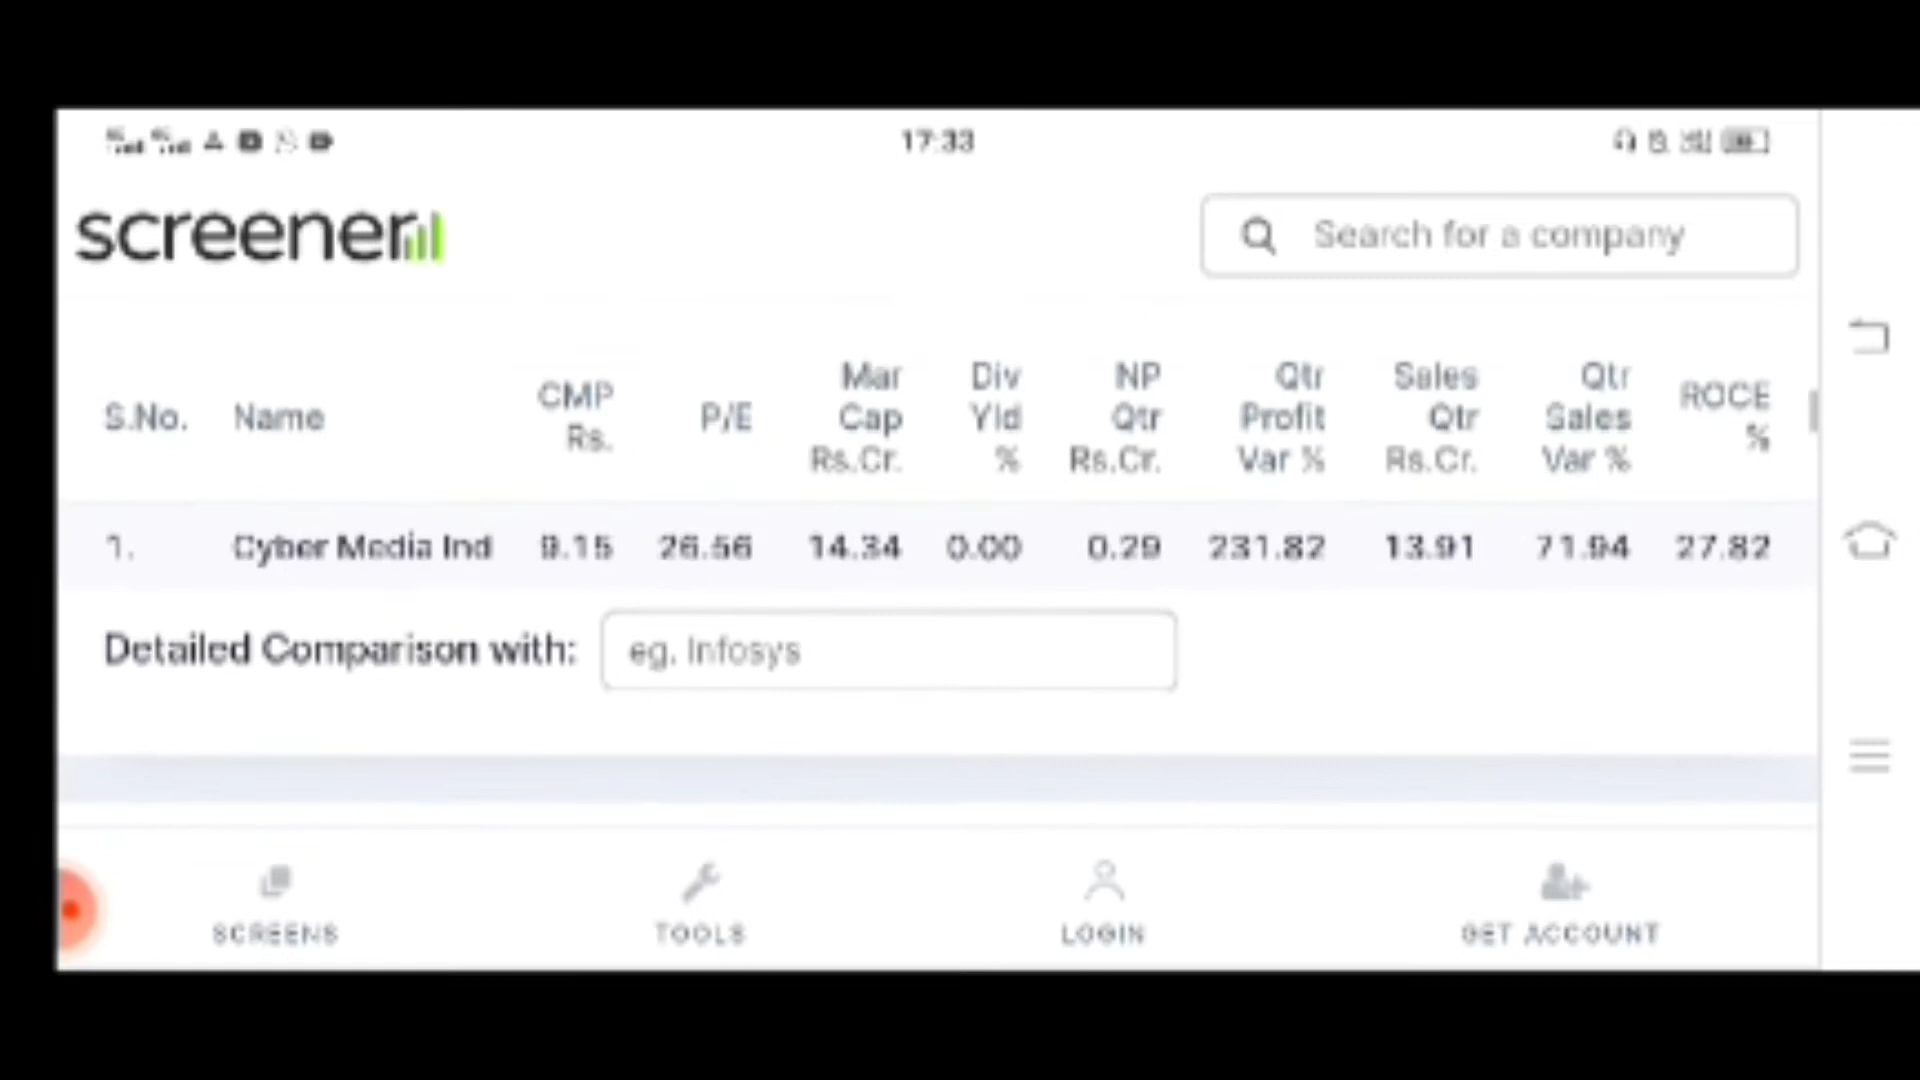 17:33
screener
Search for a company
S.No. Name CMP Rs. P/E Mar Cap Rs.Cr. Div Yld % NP Qtr Rs.Cr. Qtr Profit Var % Sales Qtr Rs.Cr. Qtr Sales Var % ROCE %
1. Cyber Media Ind 9.15 26.56 14.34 0.00 0.29 231.82 13.91 71.94 27.82
Detailed Comparison with: eg. Infosys
SCREENS TOOLS LOGIN GET ACCOUNT